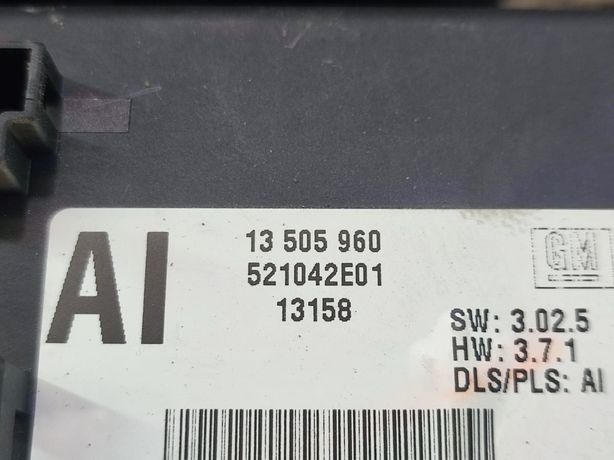 AI
13 505 960
521042E01
13158
GM
SW: 3.02.5
HW: 3.7.1
DLS/PLS: AI